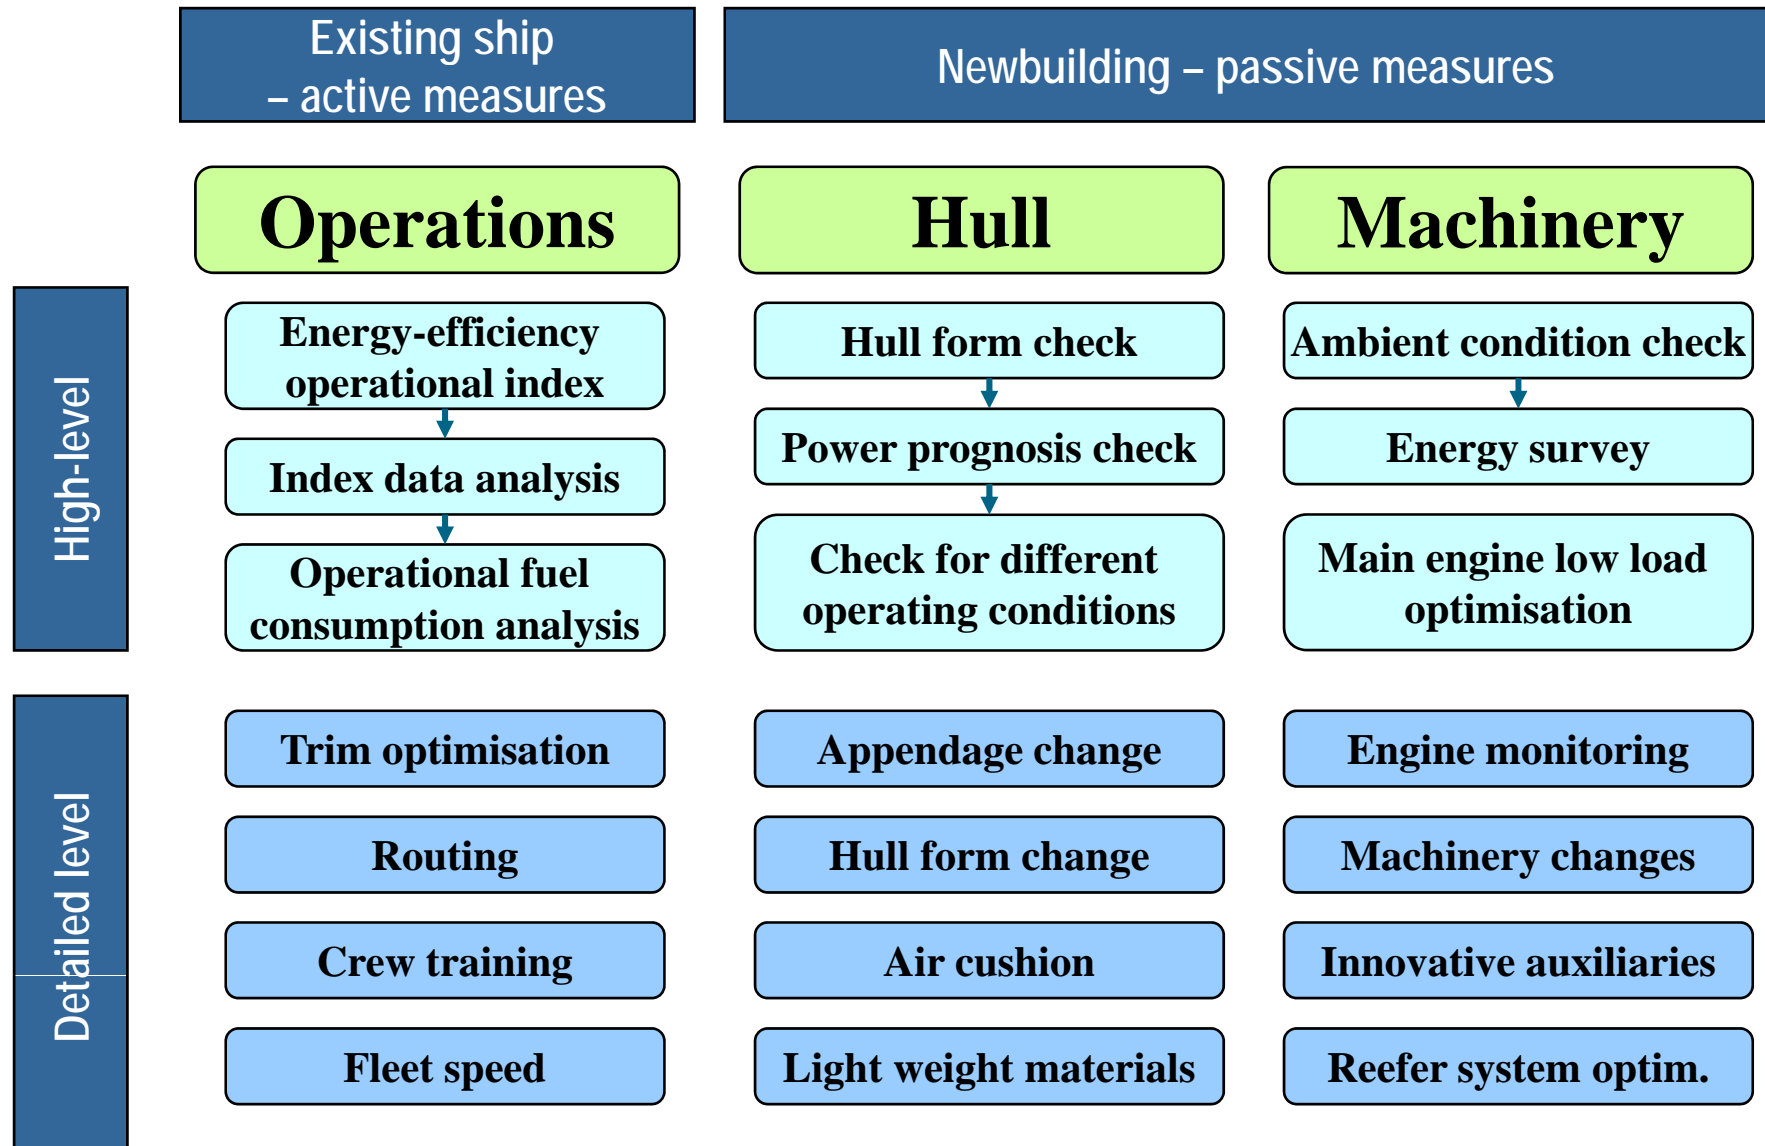 Existing ship
– active measures
Newbuilding – passive measures
Operations
Hull
Machinery
High-level
Energy-efficiency
operational index
Index data analysis
Operational fuel
consumption analysis
Hull form check
Power prognosis check
Check for different
operating conditions
Ambient condition check
Energy survey
Main engine low load
optimisation
Detailed level
Trim optimisation
Routing
Crew training
Fleet speed
Appendage change
Hull form change
Air cushion
Light weight materials
Engine monitoring
Machinery changes
Innovative auxiliaries
Reefer system optim.